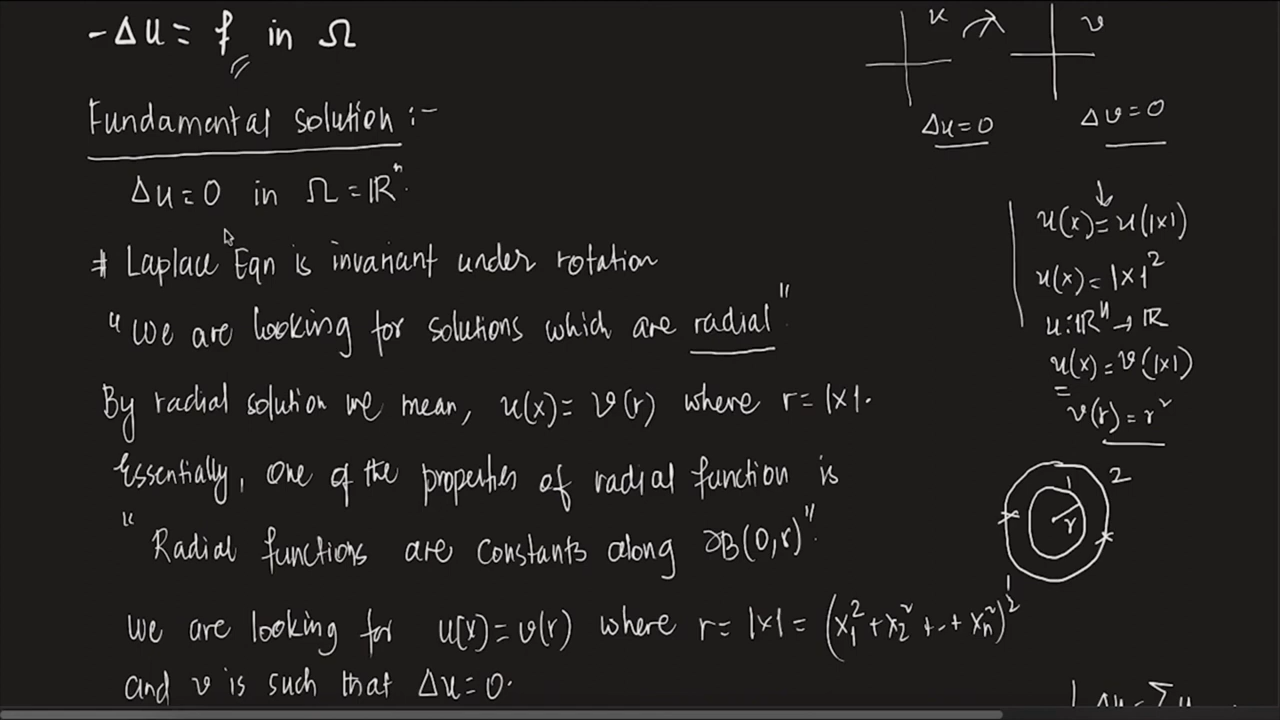 -Δu = f in Ω
Fundamental solution :-
Δu = 0 in Ω = ℝⁿ.
# Laplace Eqn is invariant under rotation
"We are looking for solutions which are radial"
By radial solution we mean, u(x) = v(r) where r = |x|.
Essentially, one of the properties of radial function is
"Radial functions are constants along ∂B(0,r)".
We are looking for u(x) = v(r) where r = |x| = (x₁² + x₂² + .. + xₙ²)^½
and v is such that Δu = 0.
u
v
Δu = 0
Δv = 0
u(x) = u(|x|)
u(x) = |x|²
u: ℝⁿ → ℝ
u(x) = v(|x|)
v(r) = r²
1
2
r